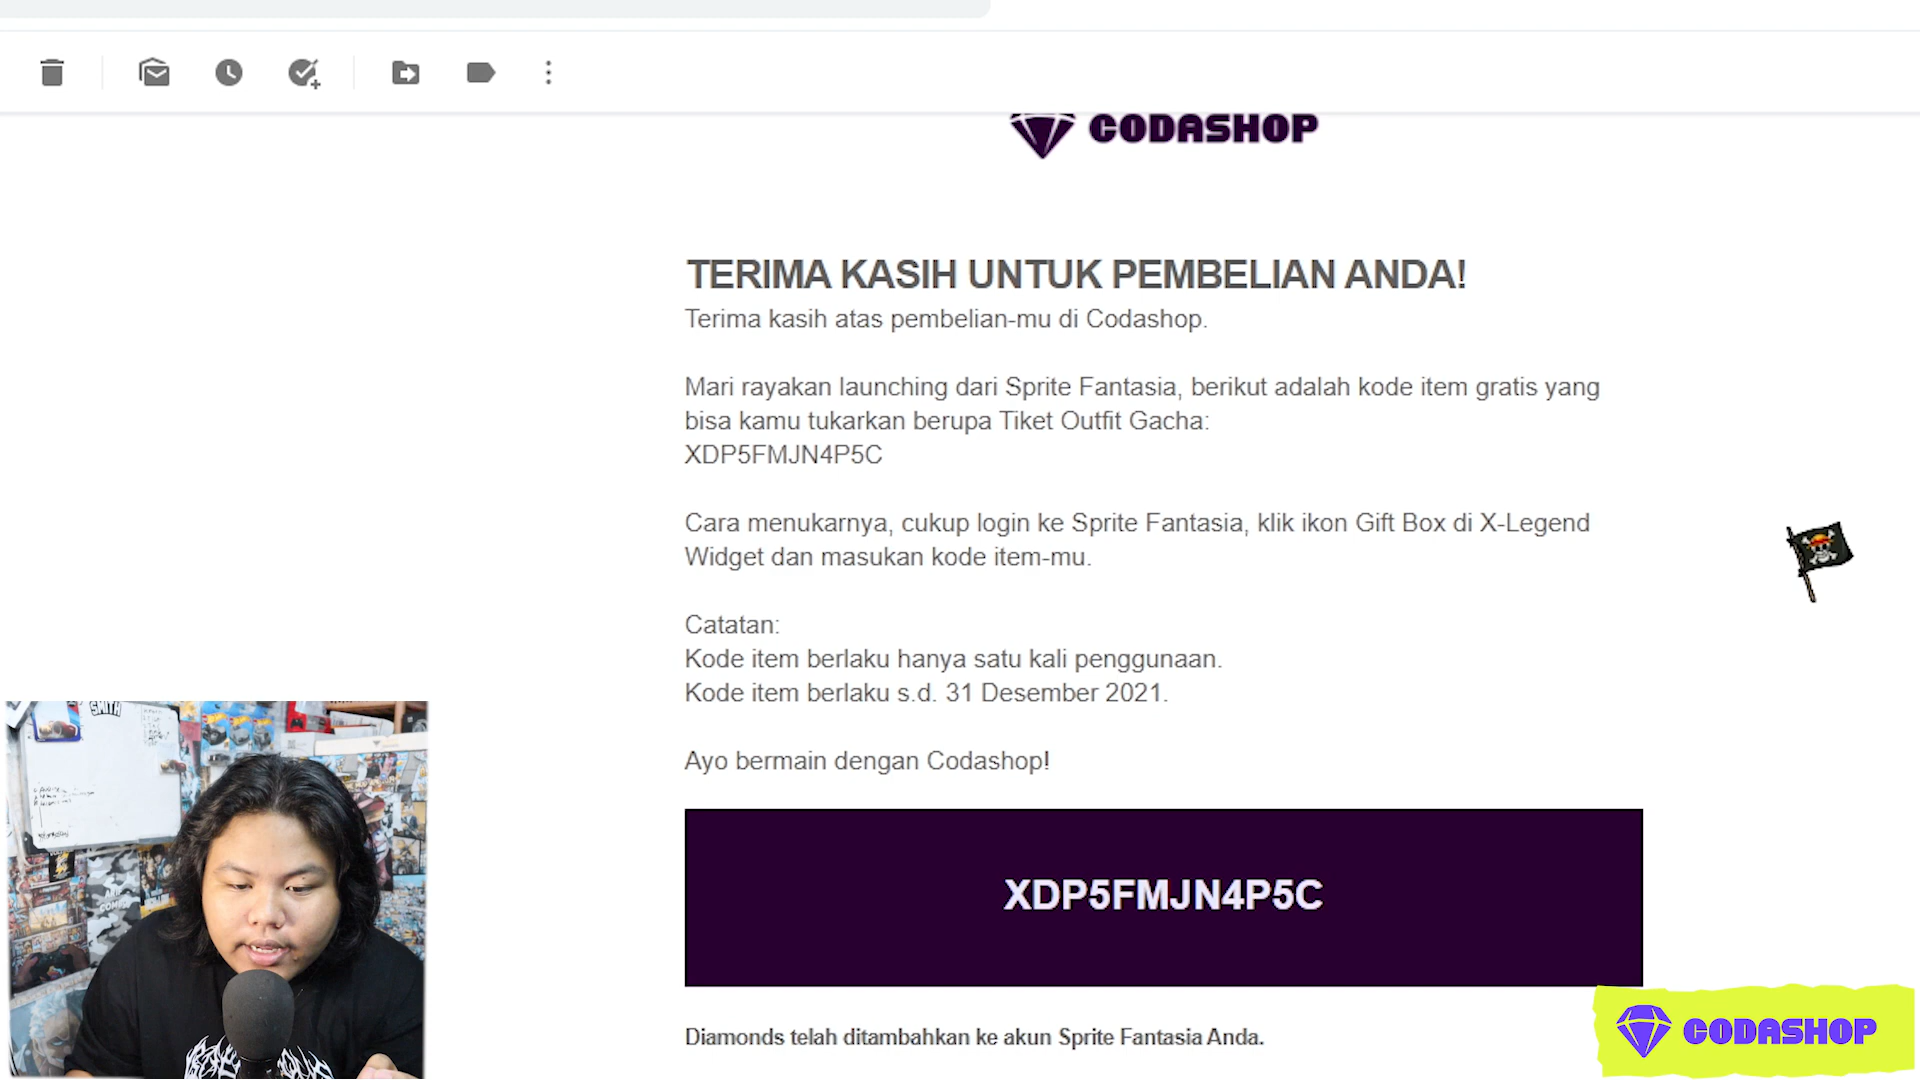 CODASHOP
TERIMA KASIH UNTUK PEMBELIAN ANDA!
Terima kasih atas pembelian-mu di Codashop.
Mari rayakan launching dari Sprite Fantasia, berikut adalah kode item gratis yang
bisa kamu tukarkan berupa Tiket Outfit Gacha:
XDP5FMJN4P5C
Cara menukarnya, cukup login ke Sprite Fantasia, klik ikon Gift Box di X-Legend
Widget dan masukan kode item-mu.
Catatan:
Kode item berlaku hanya satu kali penggunaan.
Kode item berlaku s.d. 31 Desember 2021.
Ayo bermain dengan Codashop!
XDP5FMJN4P5C
Diamonds telah ditambahkan ke akun Sprite Fantasia Anda.
SMITH
CODASHOP